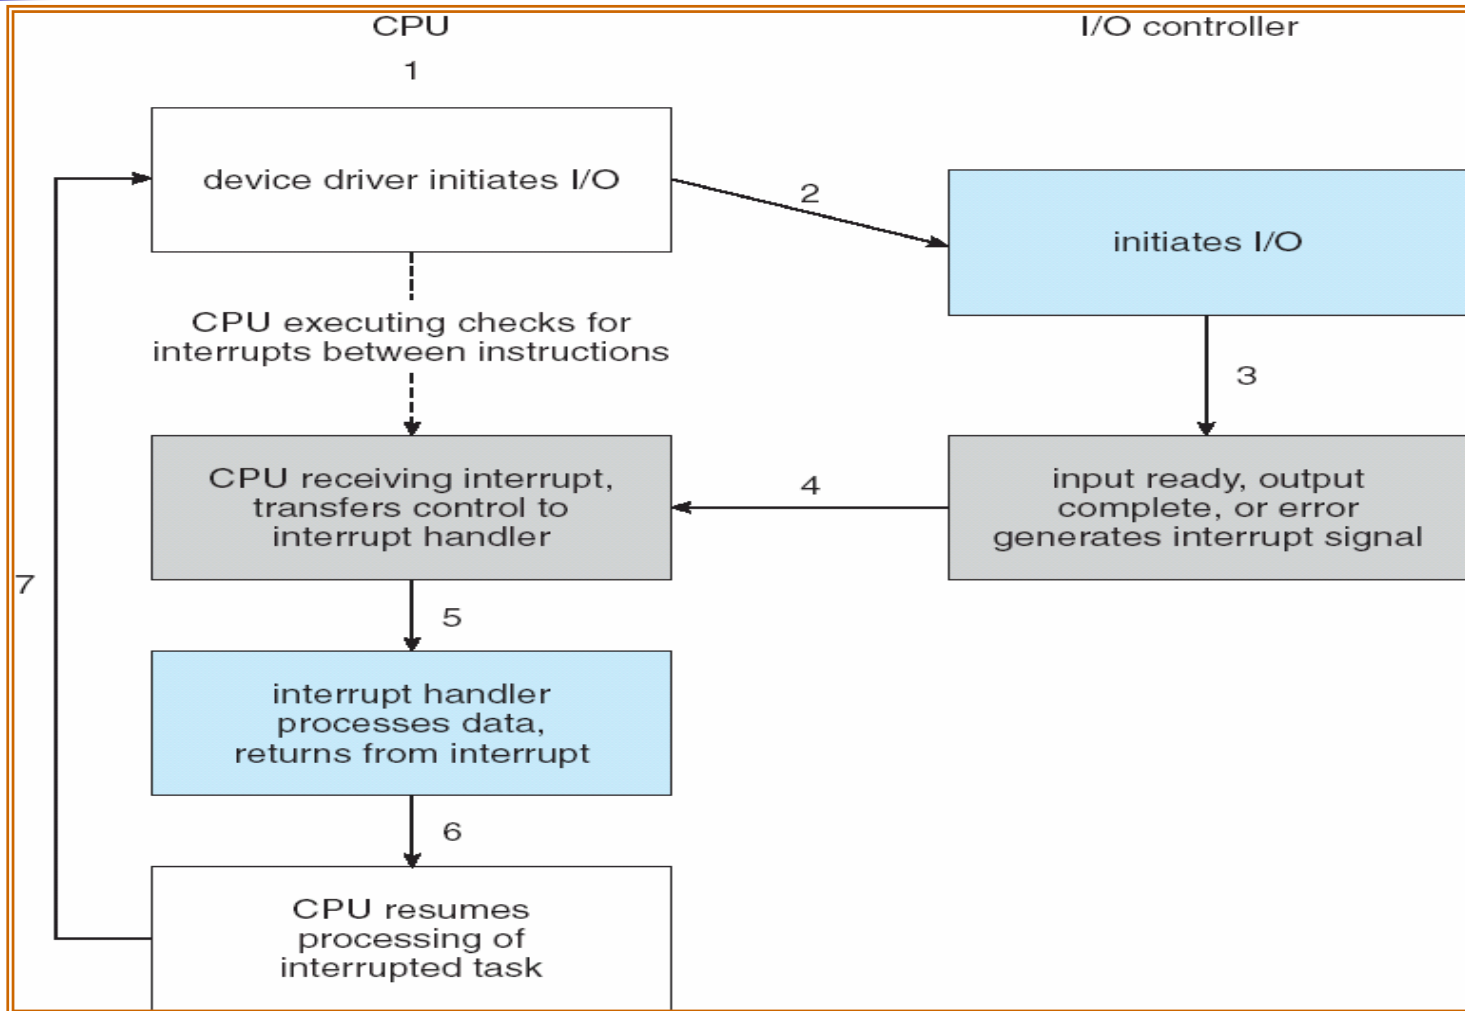 CPU
I/O controller
1
device driver initiates I/O
2
initiates I/O
CPU executing checks for
interrupts between instructions
3
CPU receiving interrupt,
transfers control to
interrupt handler
4
input ready, output
complete, or error
generates interrupt signal
7
5
interrupt handler
processes data,
returns from interrupt
6
CPU resumes
processing of
interrupted task